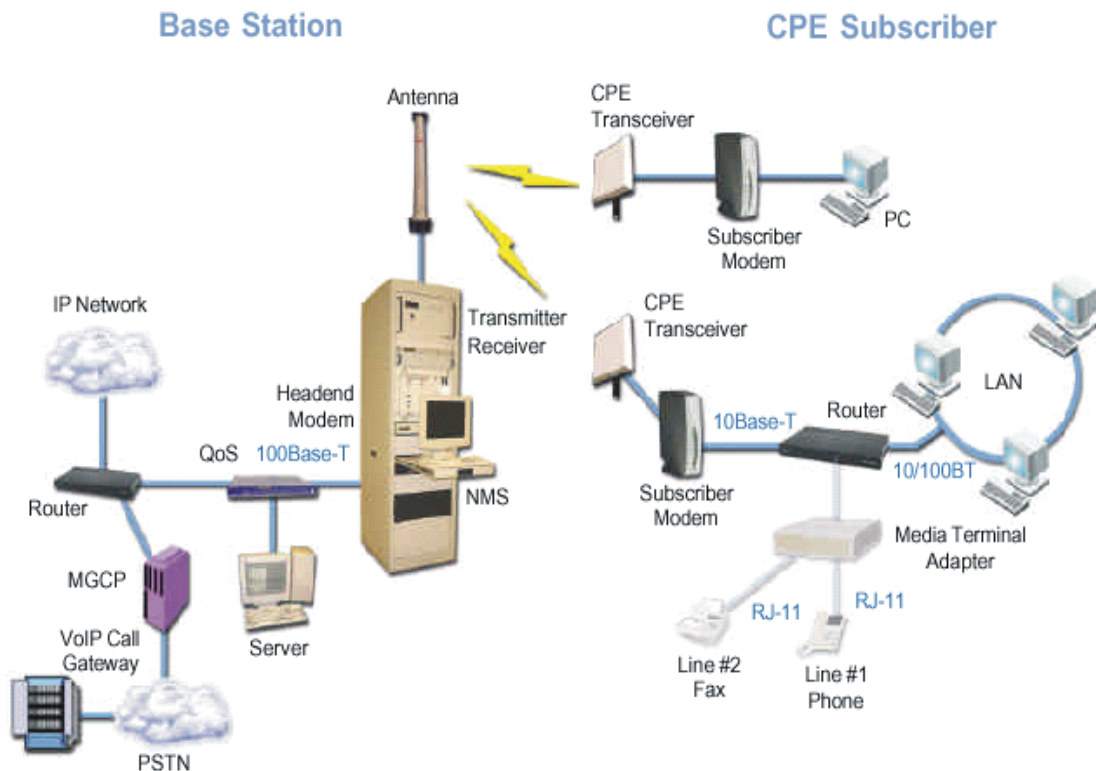 Base Station
CPE Subscriber
Antenna
CPE
Transceiver
PC
Subscriber
Modem
IP Network
Transmitter
Receiver
CPE
Transceiver
Headend
Modem
LAN
Router
10Base-T
QoS
100Base-T
10/100BT
NMS
Router
Subscriber
Modem
Media Terminal
Adapter
MGCP
RJ-11
RJ-11
VoIP Call
Gateway
Server
Line #2
Fax
Line #1
Phone
PSTN